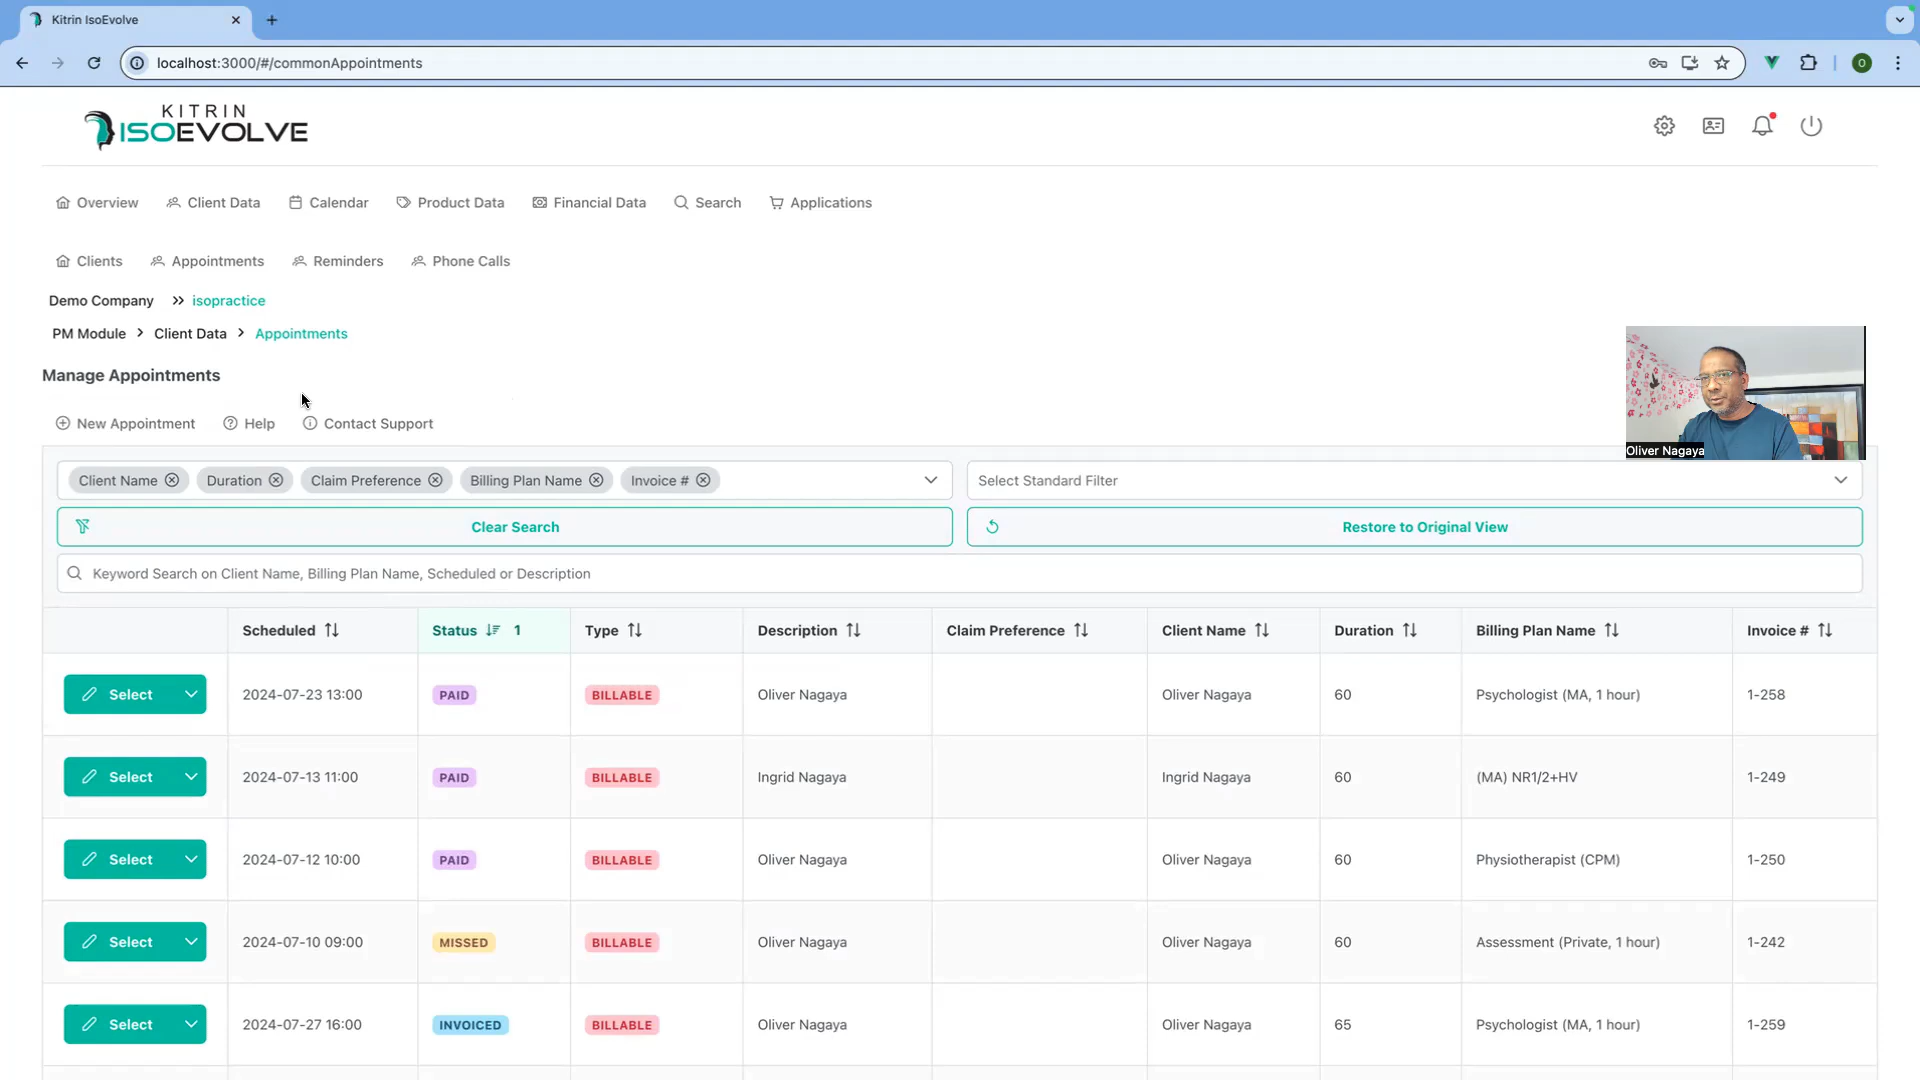 Kitrin IsoEvolve
localhost:3000/#/commonAppointments
O
KITRIN
ISOEVOLVE
Overview Client Data Calendar Product Data Financial Data Search Applications
Clients Appointments Reminders Phone Calls
Demo Company >> isopractice
PM Module > Client Data > Appointments
Manage Appointments
New Appointment Help Contact Support
Oliver Nagaya
Client Name Duration Claim Preference Billing Plan Name Invoice # Select Standard Filter
Clear Search Restore to Original View
Keyword Search on Client Name, Billing Plan Name, Scheduled or Description
Scheduled Status 1 Type Description Claim Preference Client Name Duration Billing Plan Name Invoice #
Select 2024-07-23 13:00 PAID BILLABLE Oliver Nagaya Oliver Nagaya 60 Psychologist (MA, 1 hour) 1-258
Select 2024-07-13 11:00 PAID BILLABLE Ingrid Nagaya Ingrid Nagaya 60 (MA) NR1/2+HV 1-249
Select 2024-07-12 10:00 PAID BILLABLE Oliver Nagaya Oliver Nagaya 60 Physiotherapist (CPM) 1-250
Select 2024-07-10 09:00 MISSED BILLABLE Oliver Nagaya Oliver Nagaya 60 Assessment (Private, 1 hour) 1-242
Select 2024-07-27 16:00 INVOICED BILLABLE Oliver Nagaya Oliver Nagaya 65 Psychologist (MA, 1 hour) 1-259